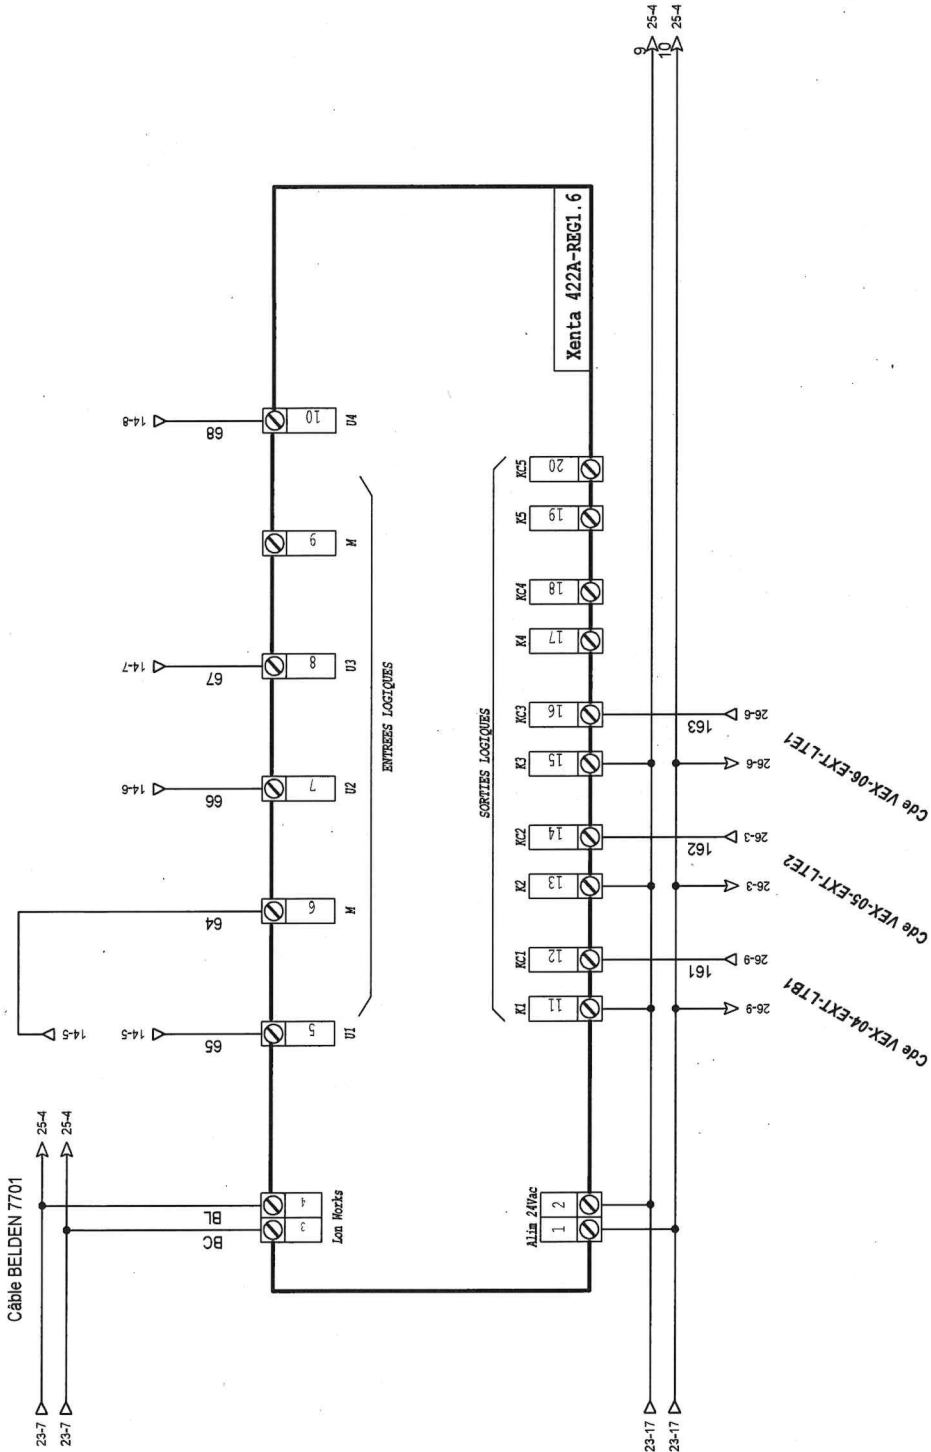 Câble BELDEN 7701
23-7
25-4
23-7
25-4
BC
BL
14-5
14-5
65
64
14-6
66
14-7
67
14-8
68
3
4
5
6
7
8
9
10
Lon Works
U1
M
U2
U3
M
U4
ENTREES LOGIQUES
SORTIES LOGIQUES
Xenta 422A-REG1.6
Alim 24Vac
K1
KC1
K2
KC2
K3
KC3
K4
KC4
K5
KC5
1
2
11
12
13
14
15
16
17
18
19
20
23-17
9
25-4
23-17
10
25-4
161
162
163
26-9
26-9
26-3
26-3
26-6
26-6
Cde VEX-04-EXT-LTB1
Cde VEX-05-EXT-LTE2
Cde VEX-06-EXT-LTE1